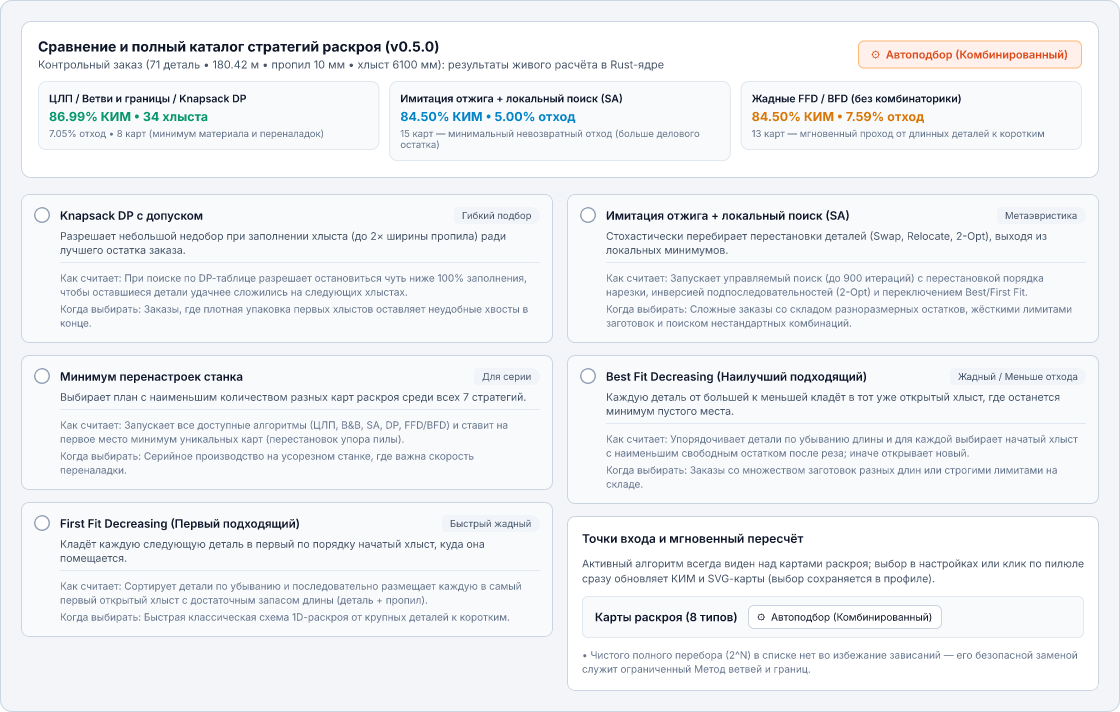 Сравнение и полный каталог стратегий раскроя (v0.5.0)
Контрольный заказ (71 деталь • 180.42 м • пропил 10 мм • хлыст 6100 мм): результаты живого расчёта в Rust-ядре
⚙ Автоподбор (Комбинированный)
ЦЛП / Ветви и границы / Knapsack DP
86.99% КИМ • 34 хлыста
7.05% отход • 8 карт (минимум материала и переналадок)
Имитация отжига + локальный поиск (SA)
84.50% КИМ • 5.00% отход
15 карт — минимальный невозвратный отход (больше делового
остатка)
Жадные FFD / BFD (без комбинаторики)
84.50% КИМ • 7.59% отход
13 карт — мгновенный проход от длинных деталей к коротким
Knapsack DP с допуском
Гибкий подбор
Разрешает небольшой недобор при заполнении хлыста (до 2× ширины пропила) ради
лучшего остатка заказа.
Как считает: При поиске по DP-таблице разрешает остановиться чуть ниже 100% заполнения,
чтобы оставшиеся детали удачнее сложились на следующих хлыстах.
Когда выбирать: Заказы, где плотная упаковка первых хлыстов оставляет неудобные хвосты в
конце.
Имитация отжига + локальный поиск (SA)
Метаэвристика
Стохастически перебирает перестановки деталей (Swap, Relocate, 2-Opt), выходя из
локальных минимумов.
Как считает: Запускает управляемый поиск (до 900 итераций) с перестановкой порядка
нарезки, инверсией подпоследовательностей (2-Opt) и переключением Best/First Fit.
Когда выбирать: Сложные заказы со складом разноразмерных остатков, жёсткими лимитами
заготовок и поиском нестандартных комбинаций.
Минимум перенастроек станка
Для серии
Выбирает план с наименьшим количеством разных карт раскроя среди всех 7 стратегий.
Как считает: Запускает все доступные алгоритмы (ЦЛП, B&B, SA, DP, FFD/BFD) и ставит на
первое место минимум уникальных карт (перестановок упора пилы).
Когда выбирать: Серийное производство на усорезном станке, где важна скорость
переналадки.
Best Fit Decreasing (Наилучший подходящий)
Жадный / Меньше отхода
Каждую деталь от большей к меньшей кладёт в тот уже открытый хлыст, где останется
минимум пустого места.
Как считает: Упорядочивает детали по убыванию длины и для каждой выбирает начатый хлыст
с наименьшим свободным остатком после реза; иначе открывает новый.
Когда выбирать: Заказы со множеством заготовок разных длин или строгими лимитами на
складе.
First Fit Decreasing (Первый подходящий)
Быстрый жадный
Кладёт каждую следующую деталь в первый по порядку начатый хлыст, куда она
помещается.
Как считает: Сортирует детали по убыванию и последовательно размещает каждую в самый
первый открытый хлыст с достаточным запасом длины (деталь + пропил).
Когда выбирать: Быстрая классическая схема 1D-раскроя от крупных деталей к коротким.
Точки входа и мгновенный пересчёт
Активный алгоритм всегда виден над картами раскроя; выбор в настройках или клик по пилюле
сразу обновляет КИМ и SVG-карты (выбор сохраняется в профиле).
Карты раскроя (8 типов)
⚙ Автоподбор (Комбинированный)
• Чистого полного перебора (2^N) в списке нет во избежание зависаний — его безопасной заменой
служит ограниченный Метод ветвей и границ.